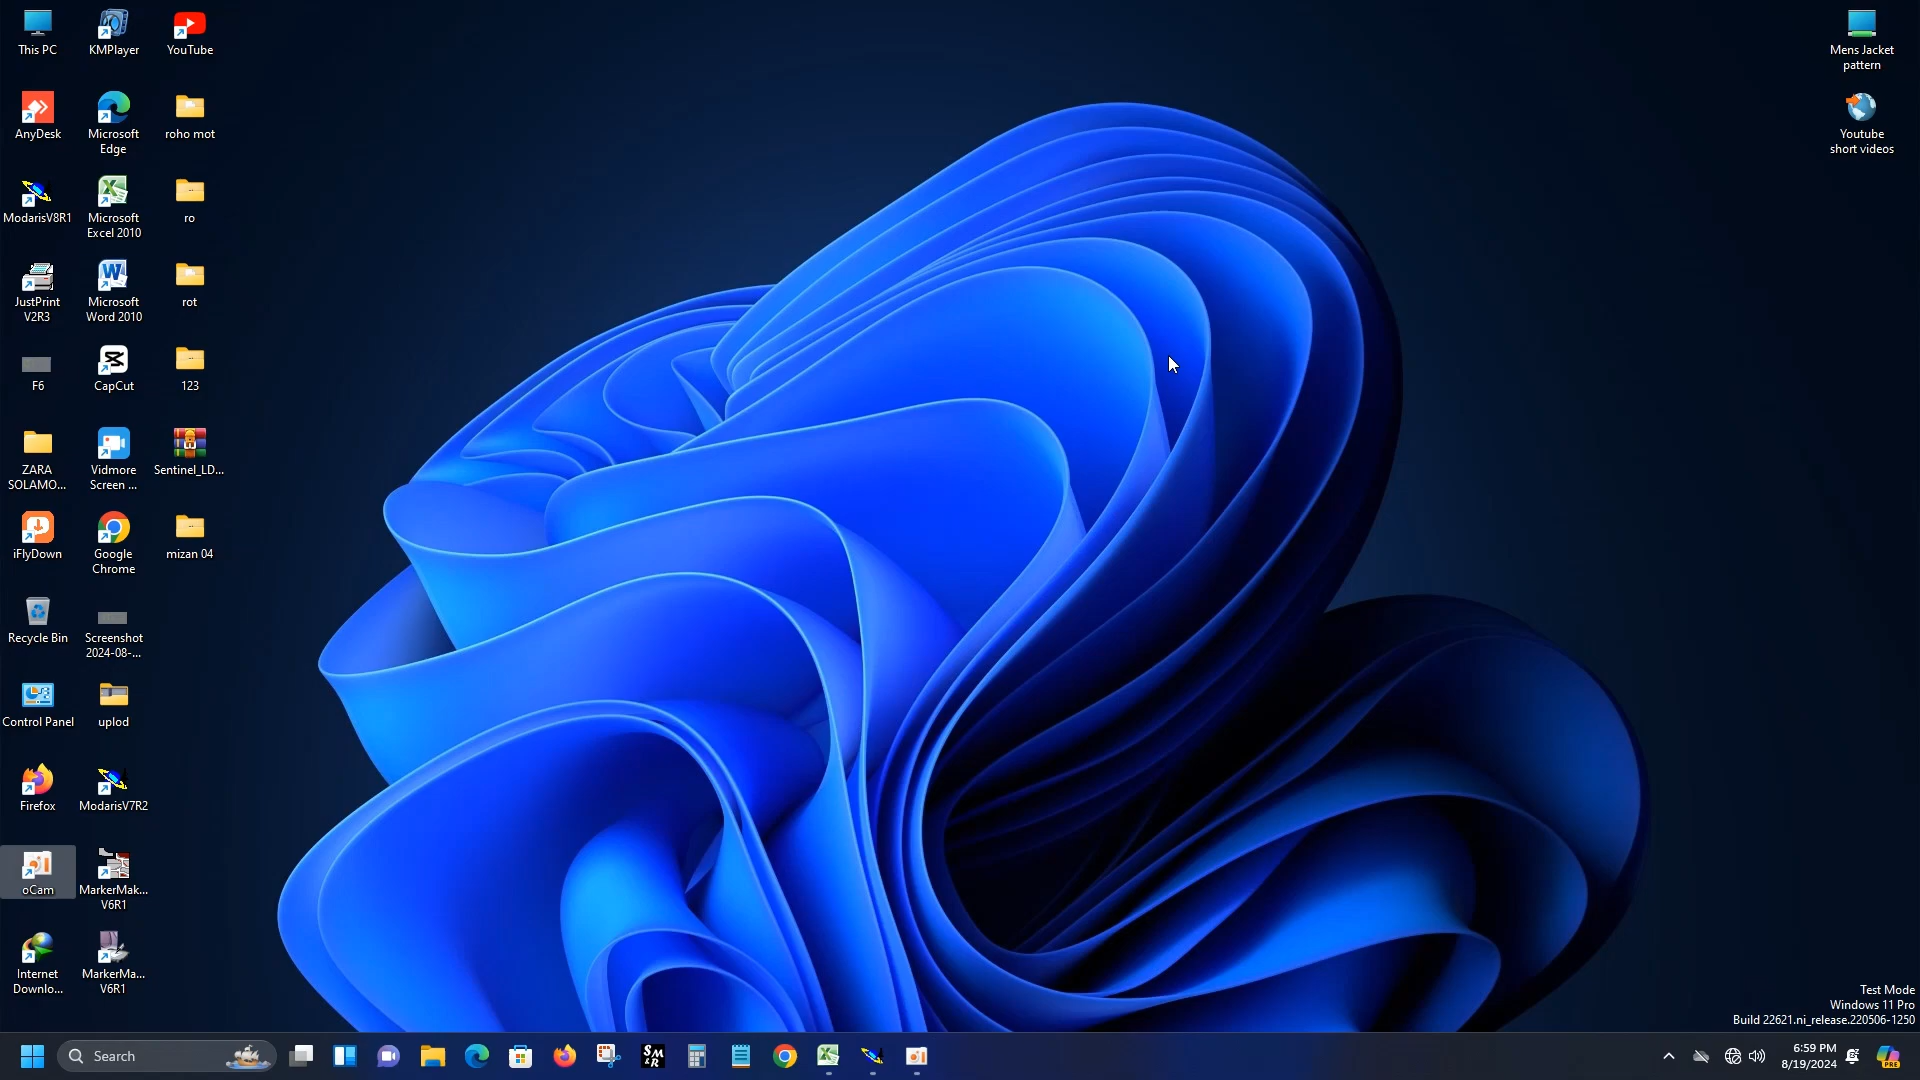 This PC
KMPlayer
YouTube
Mens Jacket
pattern
AnyDesk
Microsoft
Edge
roho mot
Youtube
short videos
ModarisV8R1
Microsoft
Excel 2010
ro
JustPrint
V2R3
Microsoft
Word 2010
rot
F6
CapCut
123
ZARA
SOLAMO...
Vidmore
Screen ...
Sentinel_LD...
iFlyDown
Google
Chrome
mizan 04
Recycle Bin
Screenshot
2024-08-...
Control Panel
uplod
Firefox
ModarisV7R2
oCam
MarkerMak...
V6R1
Internet
Downlo...
MarkerMa...
V6R1
Test Mode
Windows 11 Pro
Build 22621.ni_release.220506-1250
Search
SM
&R
6:59 PM
8/19/2024
PRE